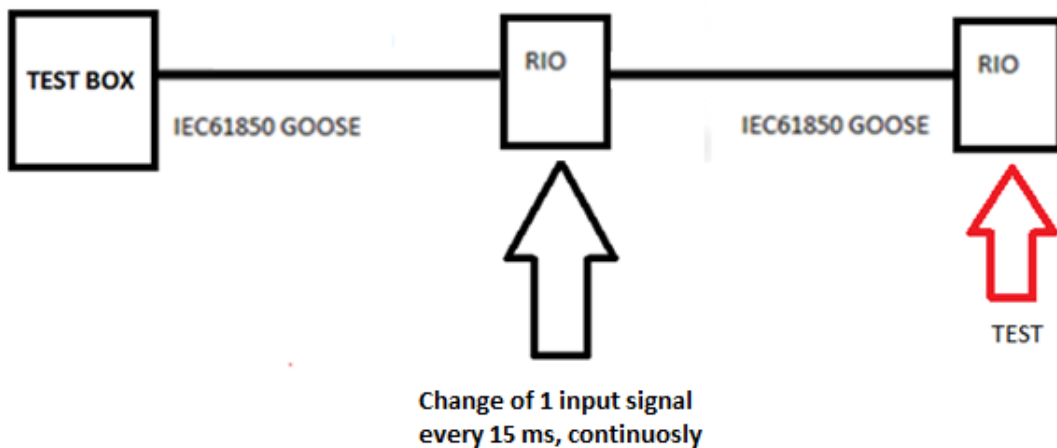 TEST BOX
RIO
RIO
IEC61850 GOOSE
IEC61850 GOOSE
TEST
Change of 1 input signal
every 15 ms, continuosly